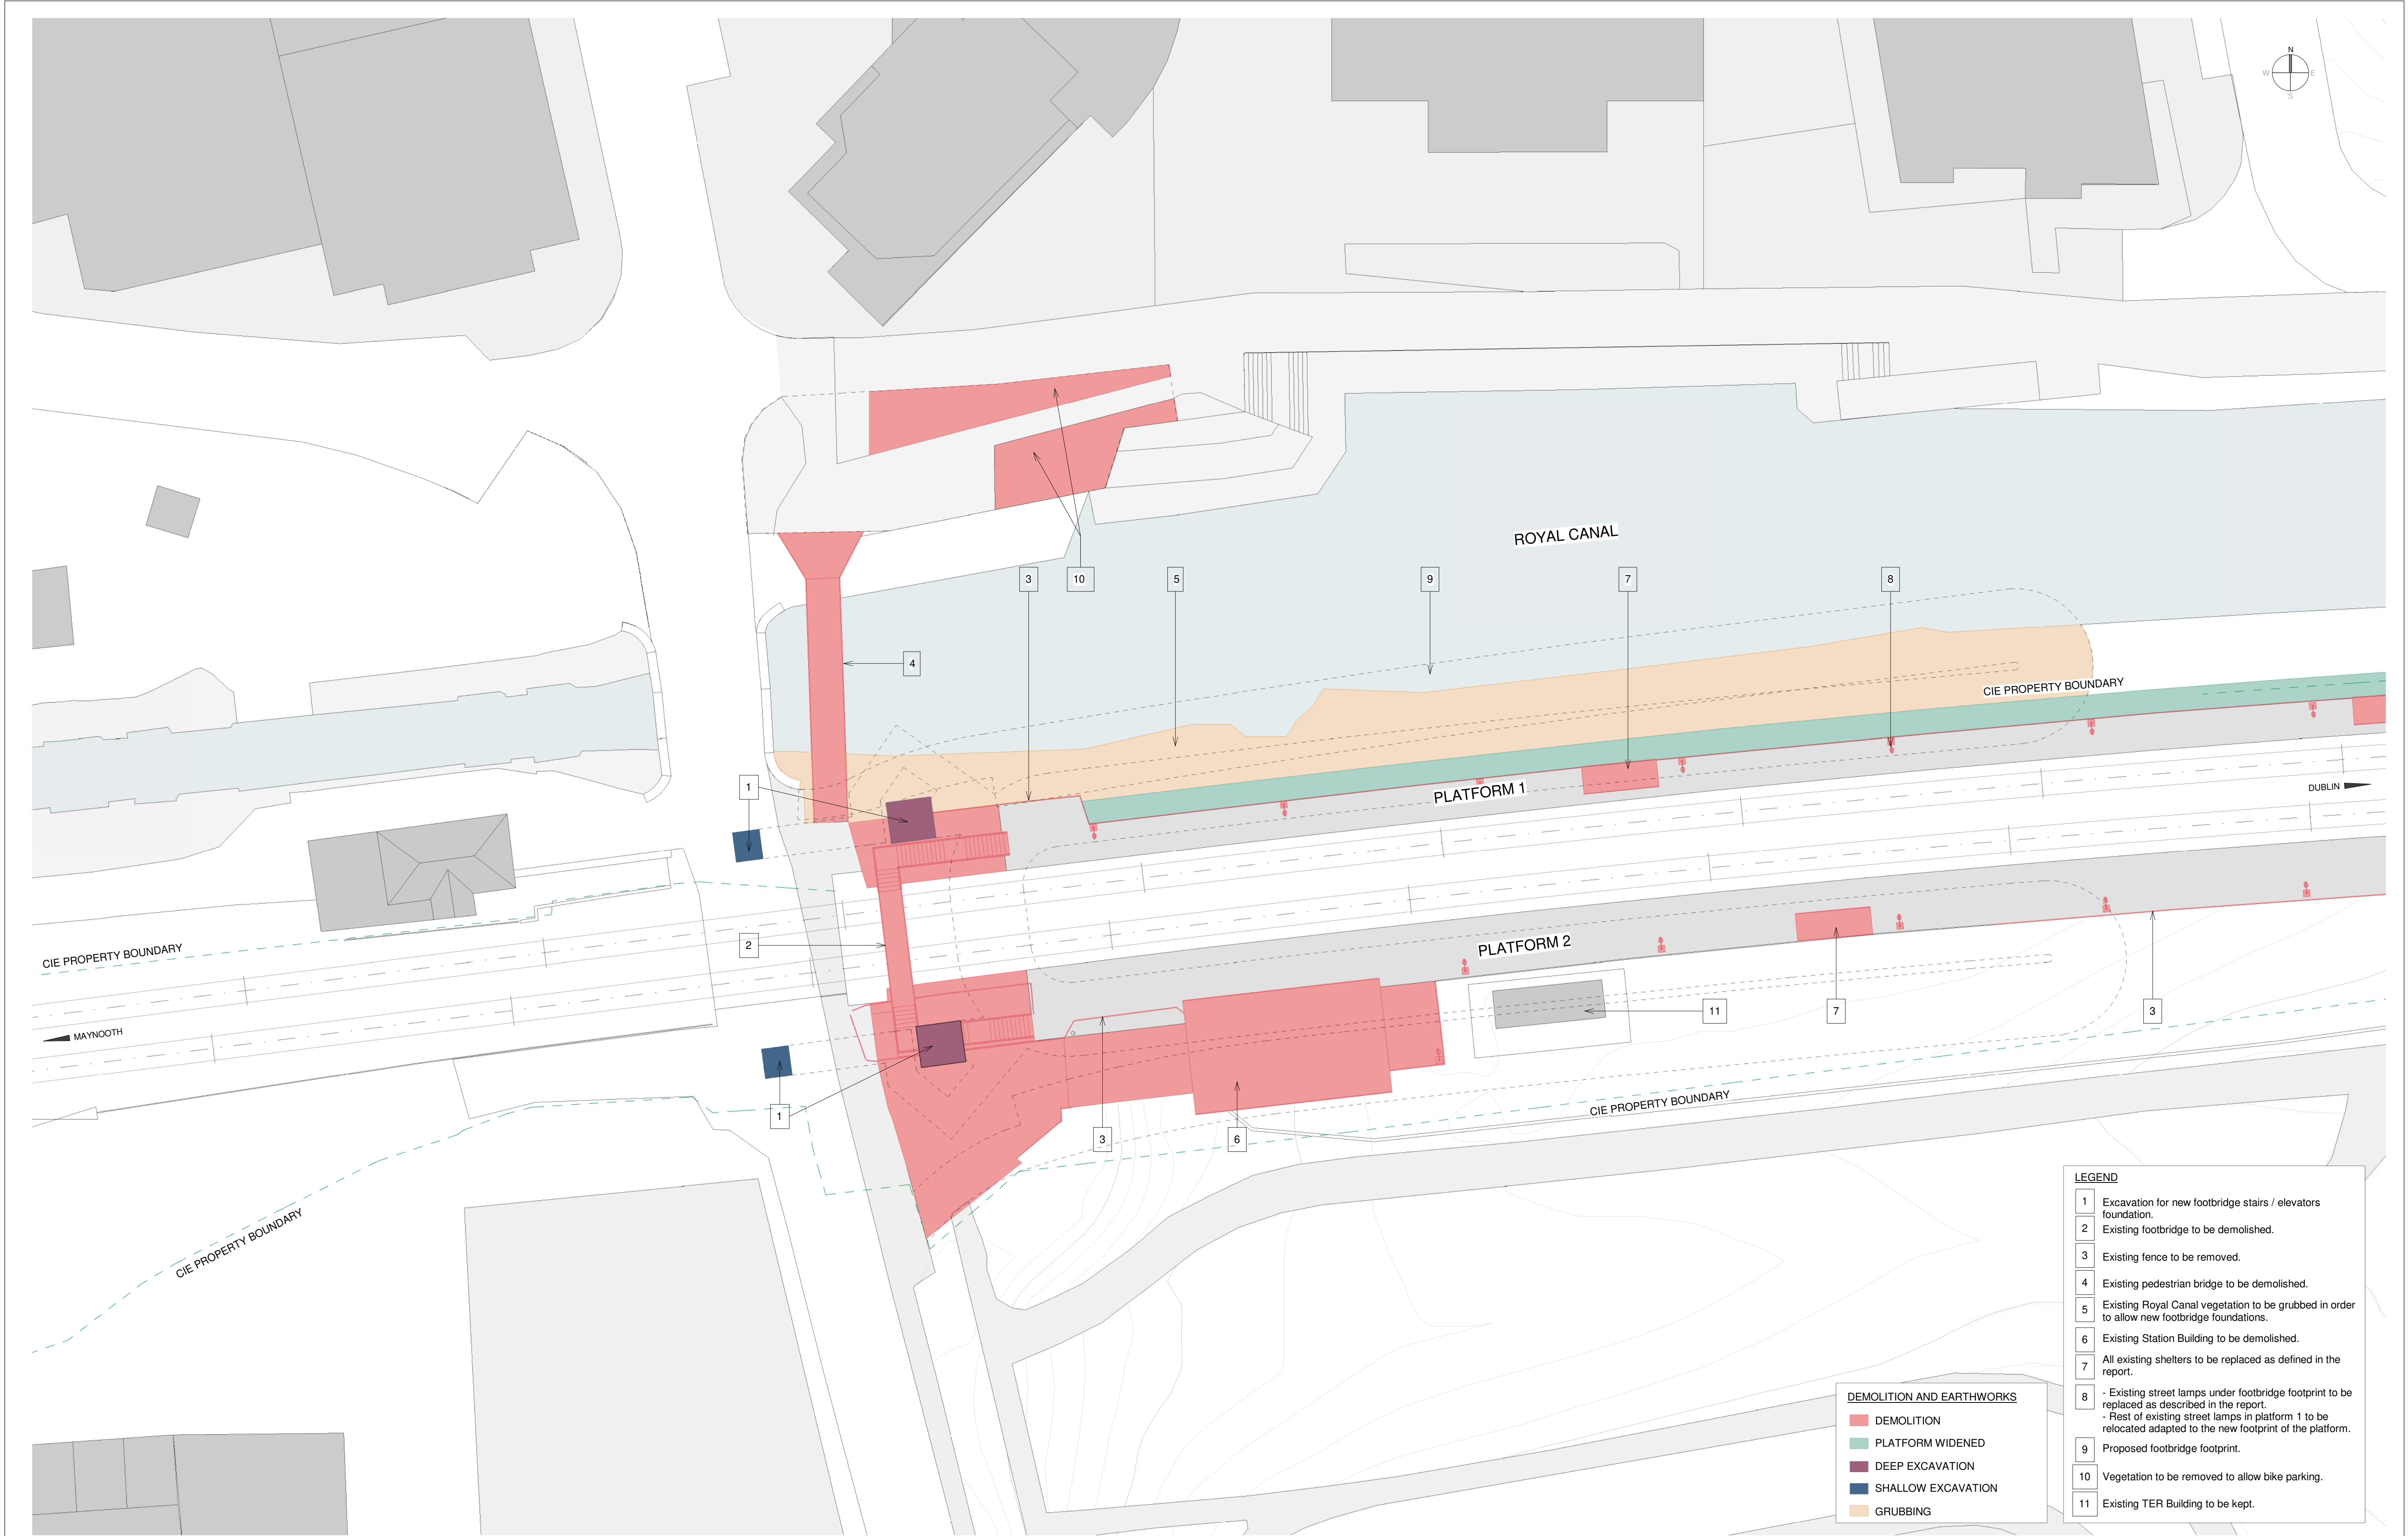 N
W E
S
ROYAL CANAL
3
10
5
9
7
8
4
CIE PROPERTY BOUNDARY
1
PLATFORM 1
DUBLIN
2
CIE PROPERTY BOUNDARY
PLATFORM 2
MAYNOOTH
11
7
3
1
3
6
CIE PROPERTY BOUNDARY
CIE PROPERTY BOUNDARY
LEGEND
1 Excavation for new footbridge stairs / elevators
foundation.
2 Existing footbridge to be demolished.
3 Existing fence to be removed.
4 Existing pedestrian bridge to be demolished.
5 Existing Royal Canal vegetation to be grubbed in order
to allow new footbridge foundations.
6 Existing Station Building to be demolished.
7 All existing shelters to be replaced as defined in the
report.
8 - Existing street lamps under footbridge footprint to be
replaced as described in the report.
- Rest of existing street lamps in platform 1 to be
relocated adapted to the new footprint of the platform.
9 Proposed footbridge footprint.
10 Vegetation to be removed to allow bike parking.
11 Existing TER Building to be kept.
DEMOLITION AND EARTHWORKS
DEMOLITION
PLATFORM WIDENED
DEEP EXCAVATION
SHALLOW EXCAVATION
GRUBBING